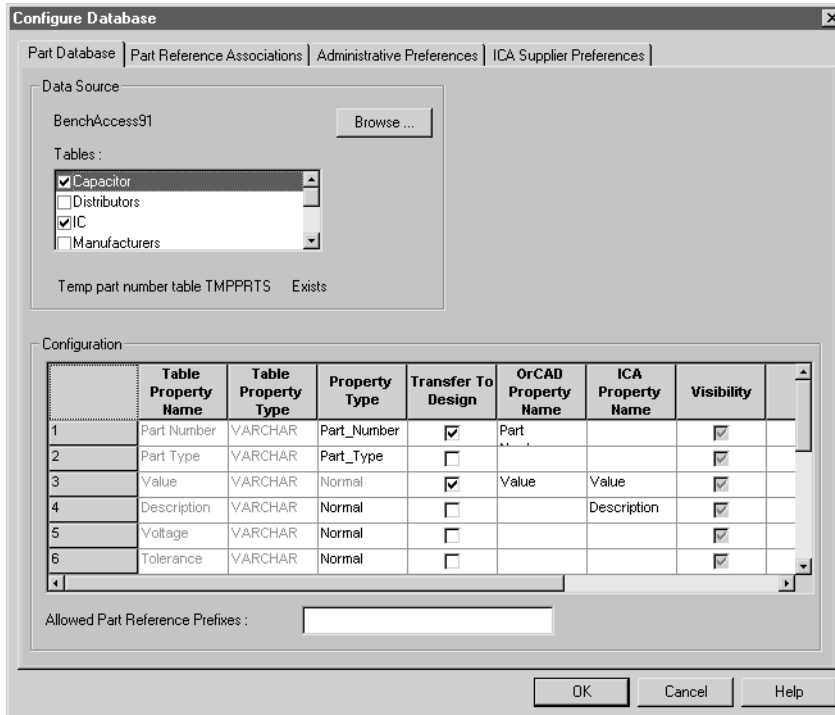 Configure Database
Part Database Part Reference Associations Administrative Preferences ICA Supplier Preferences
Data Source
BenchAccess91 Browse ...
Tables :
Capacitor
Distributors
IC
Manufacturers
Temp part number table TMPPRTS Exists
Configuration
Table Property Name Table Property Type Property Type Transfer To Design OrCAD Property Name ICA Property Name Visibility
1 Part Number VARCHAR Part_Number Part
2 Part Type VARCHAR Part_Type
3 Value VARCHAR Normal Value Value
4 Description VARCHAR Normal Description
5 Voltage VARCHAR Normal
6 Tolerance VARCHAR Normal
Allowed Part Reference Prefixes :
OK Cancel Help